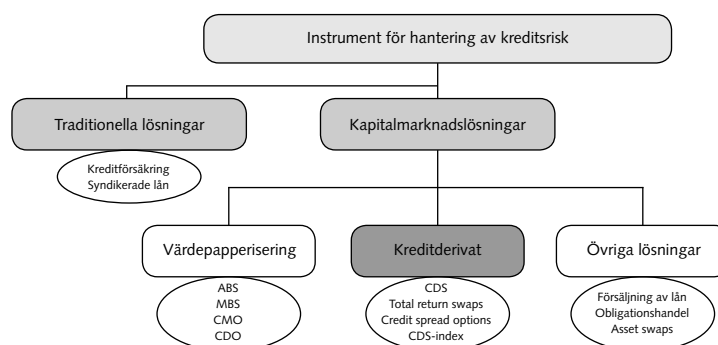 Instrument för hantering av kreditsrisk
Traditionella lösningar
Kapitalmarknadslösningar
Kreditförsäkring
Syndikerade lån
Värdepapperisering
Kreditderivat
Övriga lösningar
ABS
MBS
CMO
CDO
CDS
Total return swaps
Credit spread options
CDS-index
Försäljning av lån
Obligationshandel
Asset swaps